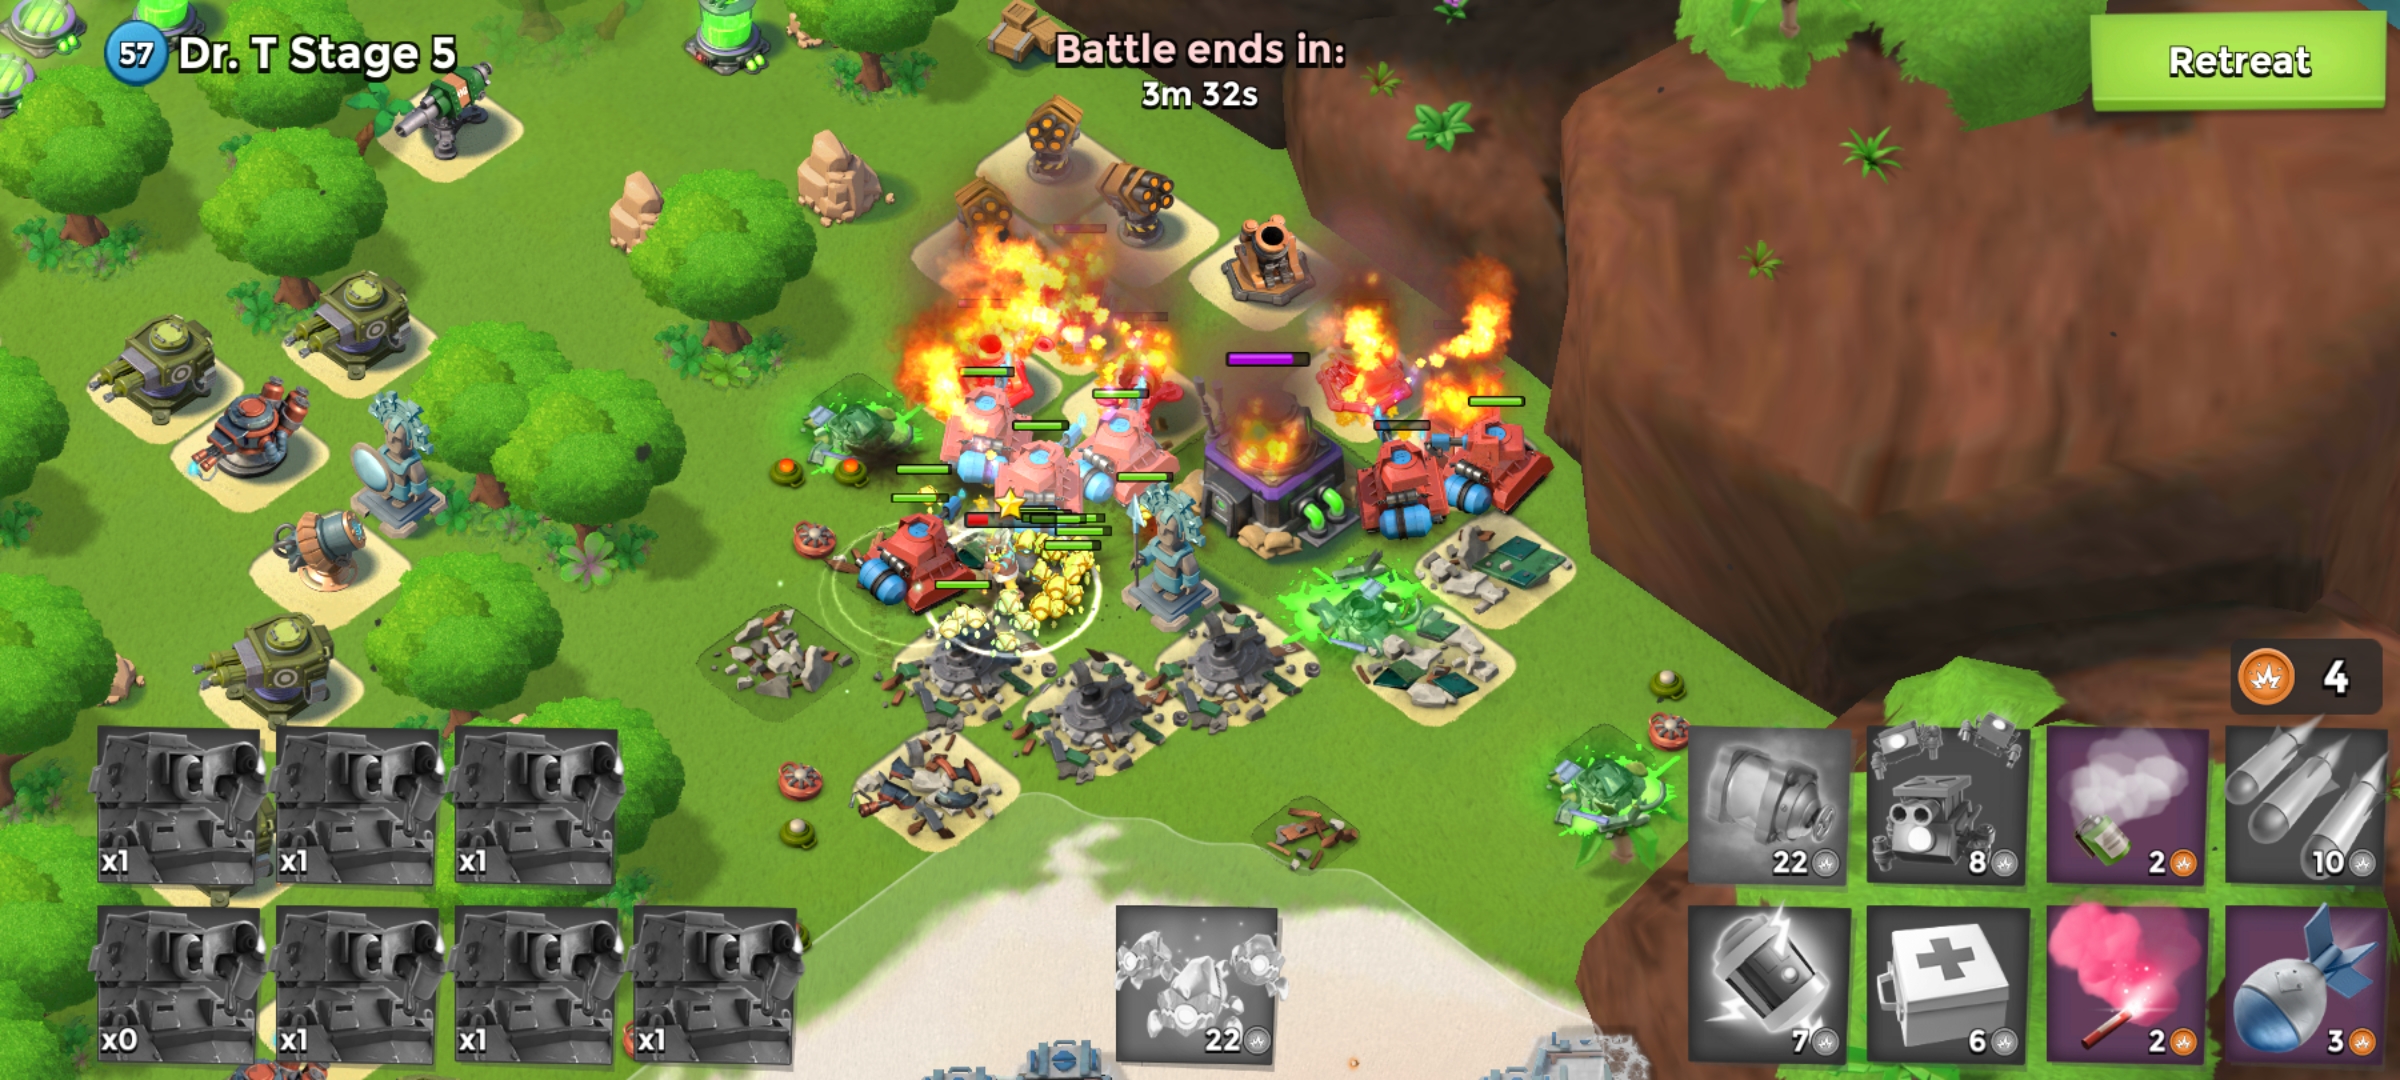 57 Dr. T Stage 5
Battle ends in:
3m 32s
Retreat
4
x1 x1 x1
22 8 2 10
x0 x1 x1 x1
22
7 6 2 3